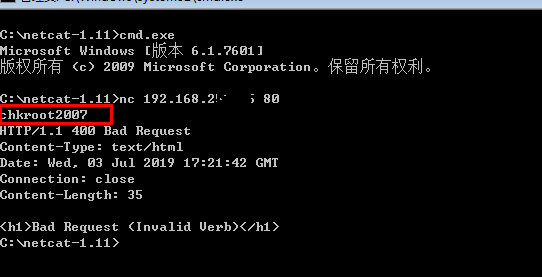 C:\netcat-1.11>cmd.exe
Microsoft Windows [版本 6.1.7601]
版权所有 (c) 2009 Microsoft Corporation。保留所有权利。
C:\netcat-1.11>nc 192.168.2 5 80
chkroot2007
HTTP/1.1 400 Bad Request
Content-Type: text/html
Date: Wed, 03 Jul 2019 17:21:42 GMT
Connection: close
Content-Length: 35
<h1>Bad Request (Invalid Verb)</h1>
C:\netcat-1.11>